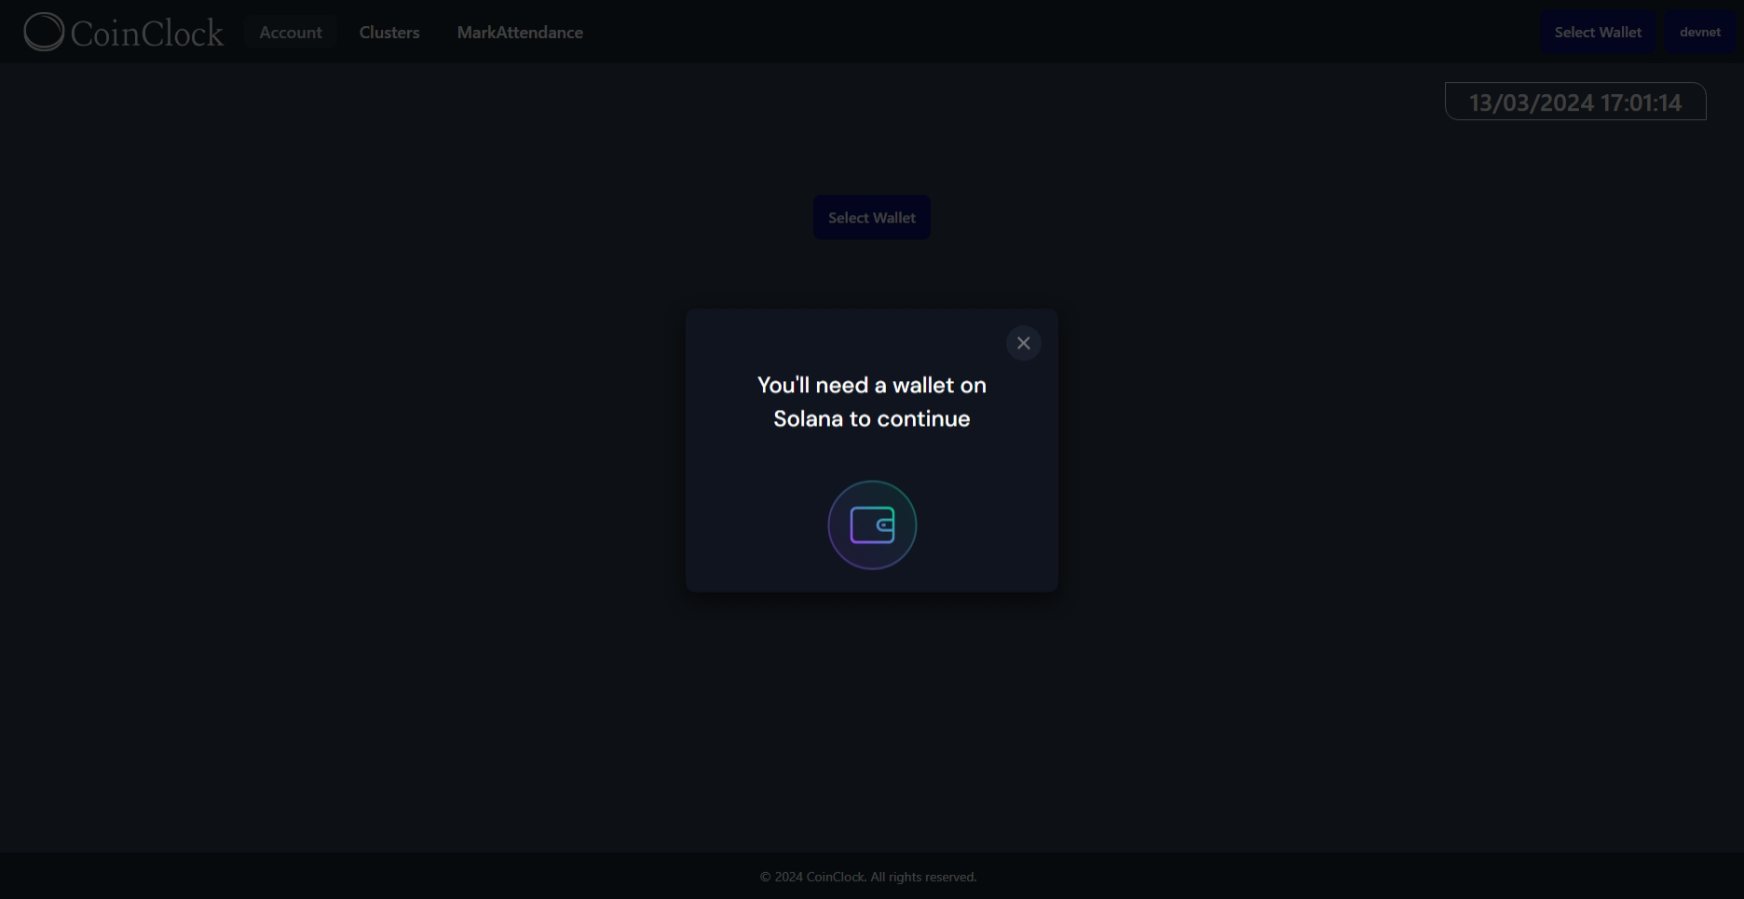 CoinClock Account Clusters MarkAttendance Select Wallet devnet
13/03/2024 17:01:14
Select Wallet
You'll need a wallet on
Solana to continue
© 2024 CoinClock. All rights reserved.